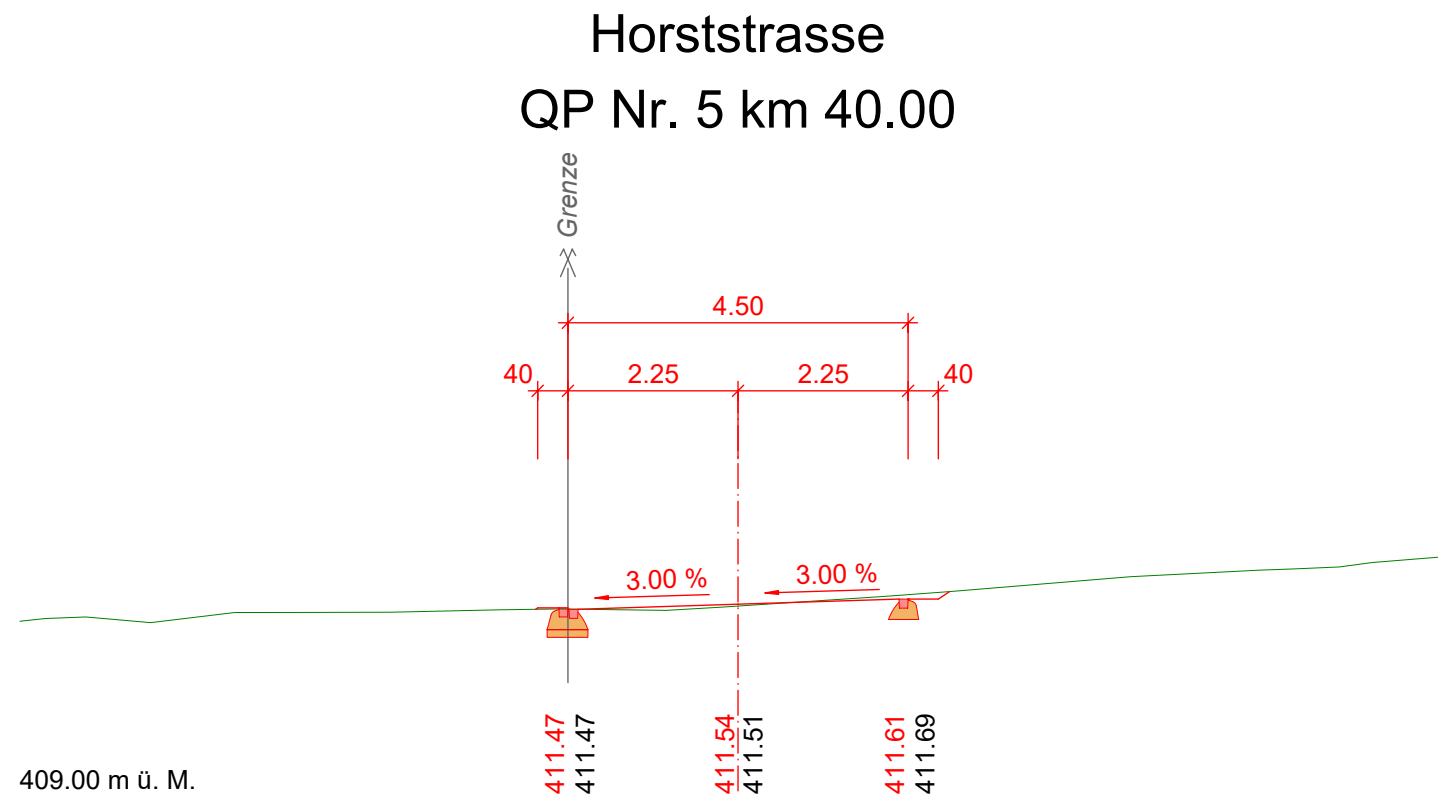 Horststrasse
QP Nr. 5 km 40.00
Grenze
4.50
40 2.25 2.25 40
3.00 % 3.00 %
411.47 411.47 411.54 411.51 411.61 411.69
409.00 m ü. M.